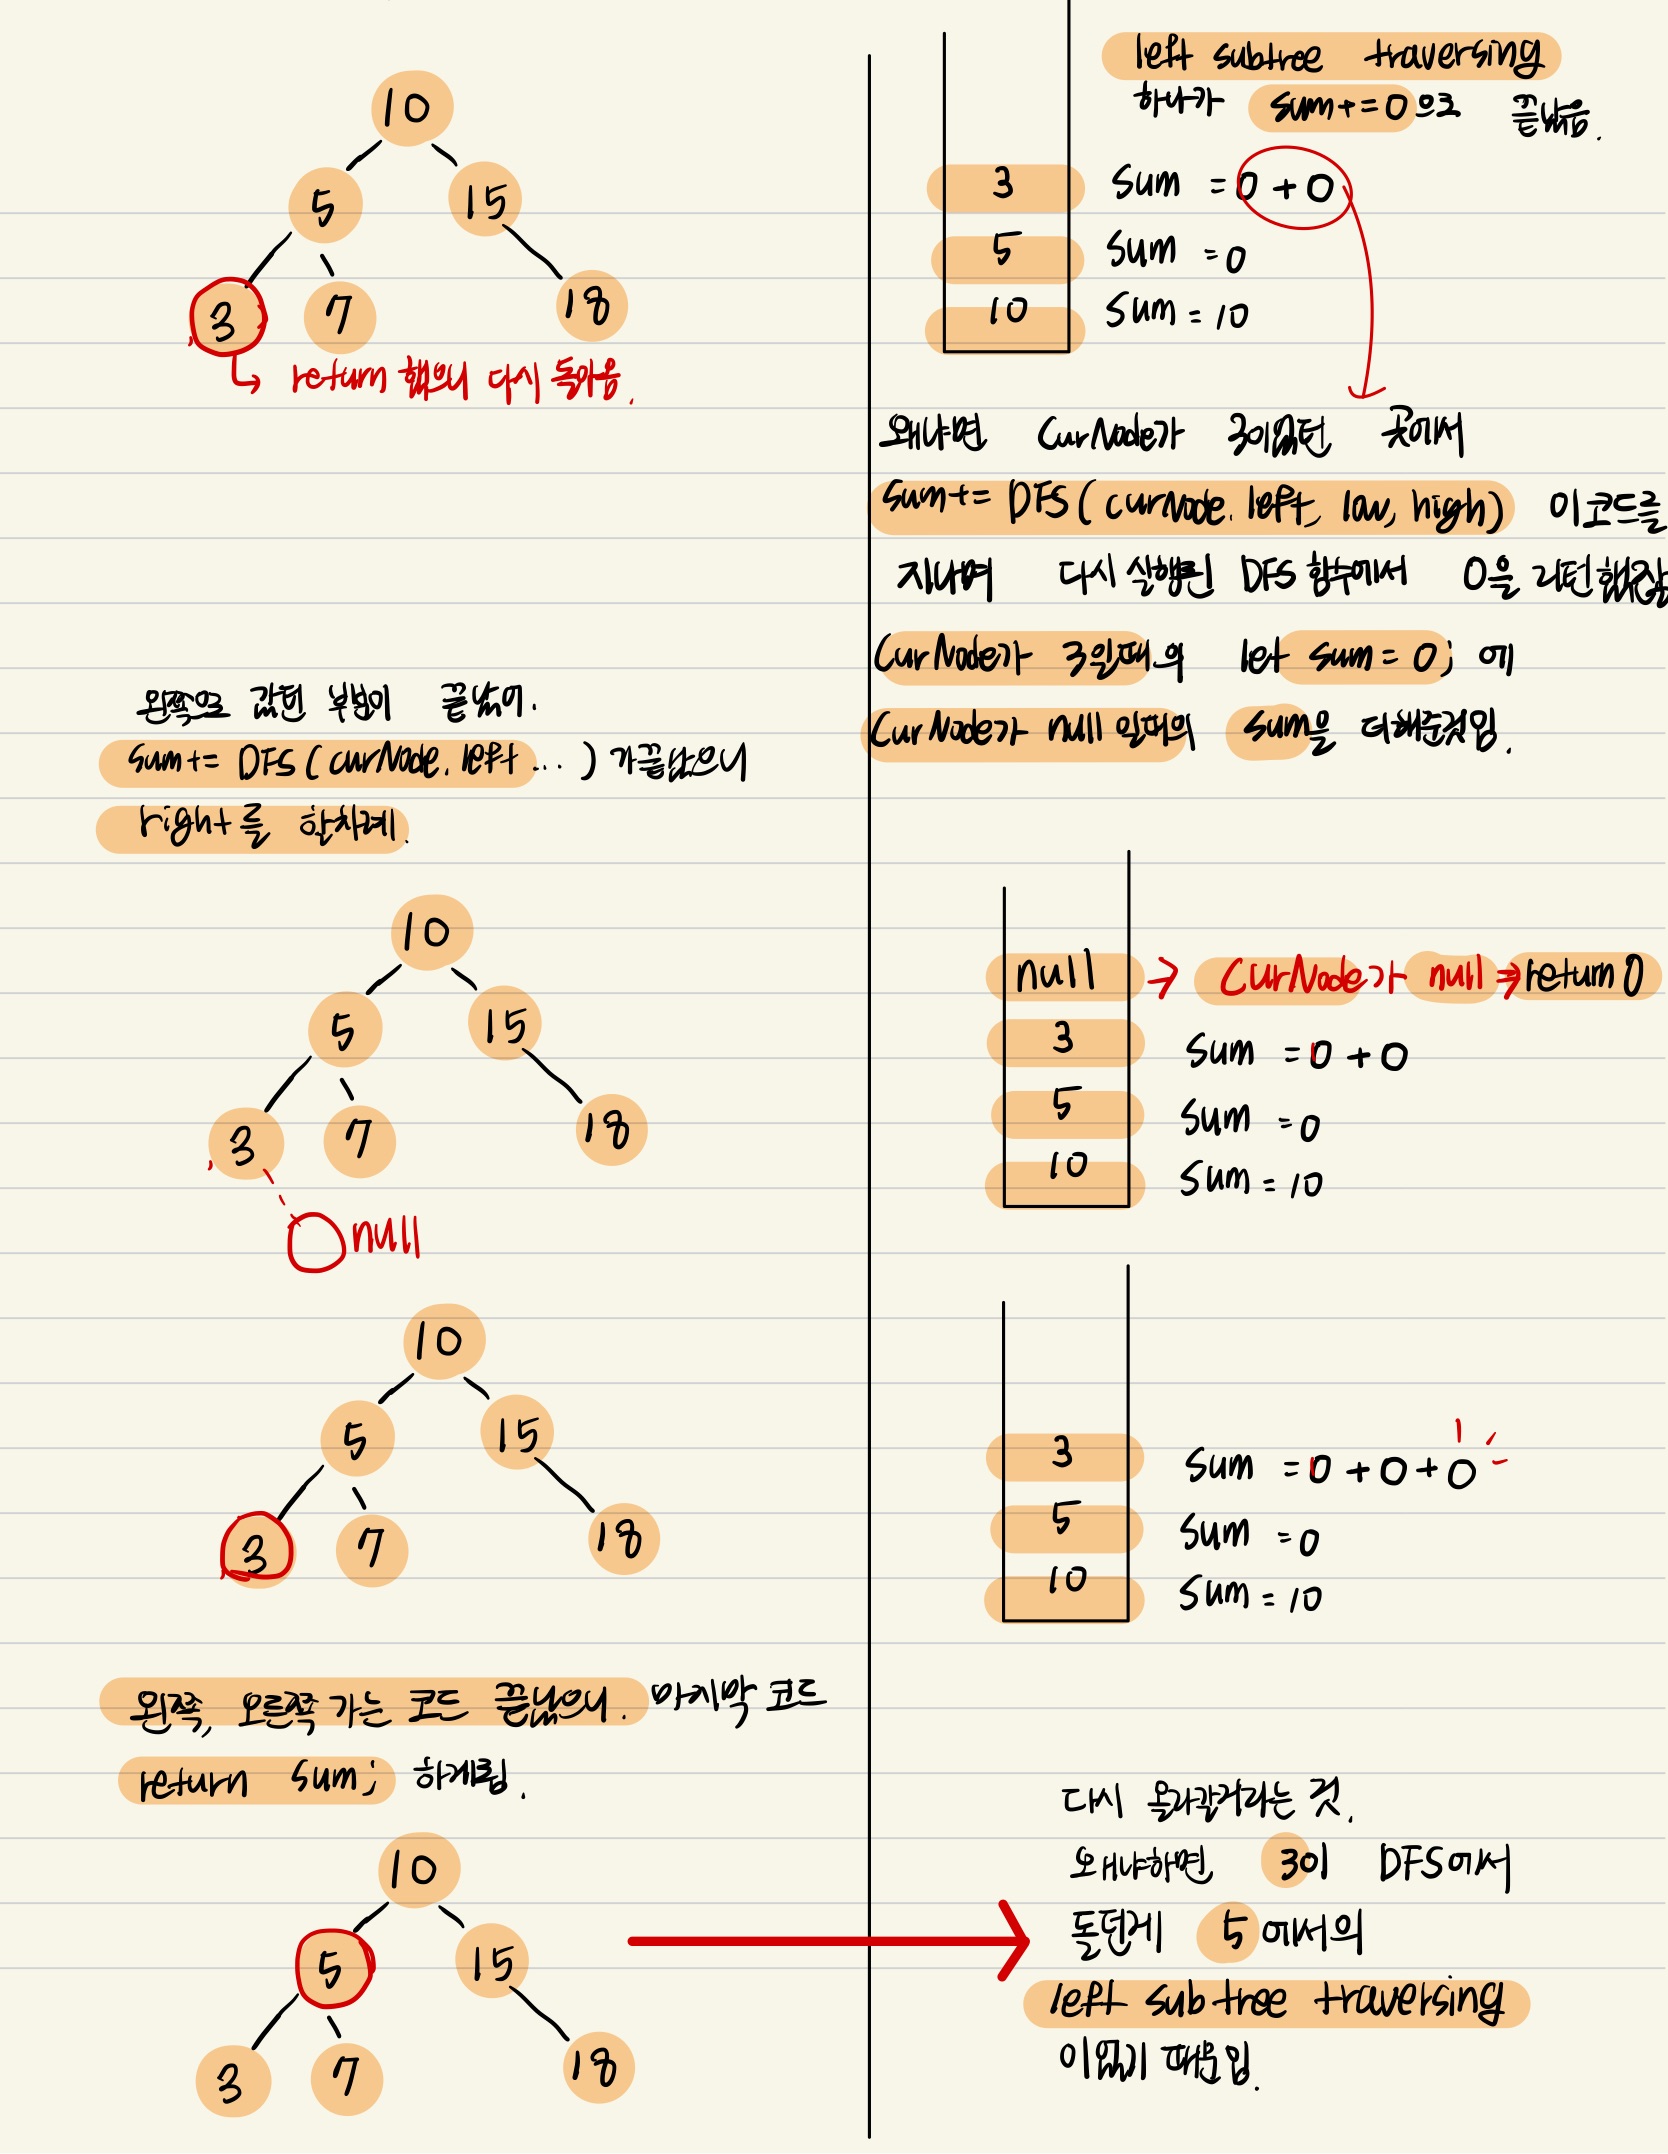 10
5 15
3 7 18
return 했으니 다시 돌아옴.
왼쪽으로 갔던 부분이 끝났어.
sum+= DFS(curNode.left ...)가 끝났으니
right를 할차례.
10
5 15
3 7 18
null
10
5 15
3 7 18
왼쪽, 오른쪽 가는 코드 끝났으니. 마지막 코드
return sum; 하게됨.
10
5 15
3 7 18
left subtree traversing
하나가 sum+=0으로 끝났음.
3 Sum = 0 + 0
5 Sum = 0
10 Sum = 10
왜냐면 CurNode가 3이었던 곳에서
sum+= DFS(curNode.left, low, high) 이 코드를
지나며 다시 실행된 DFS 함수에서 0을 리턴했잖
CurNode가 3일때의 let sum = 0; 에
CurNode가 null 일때의 sum을 더해준것임.
null → CurNode가 null ⇒ return 0
3 Sum = 0 + 0
5 Sum = 0
10 Sum = 10
3 Sum = 0 + 0 + 0
5 Sum = 0
10 Sum = 10
다시 올라갈거라는 것.
왜냐하면 3이 DFS에서
돌던게 5에서의
left subtree traversing
이었기 때문임.